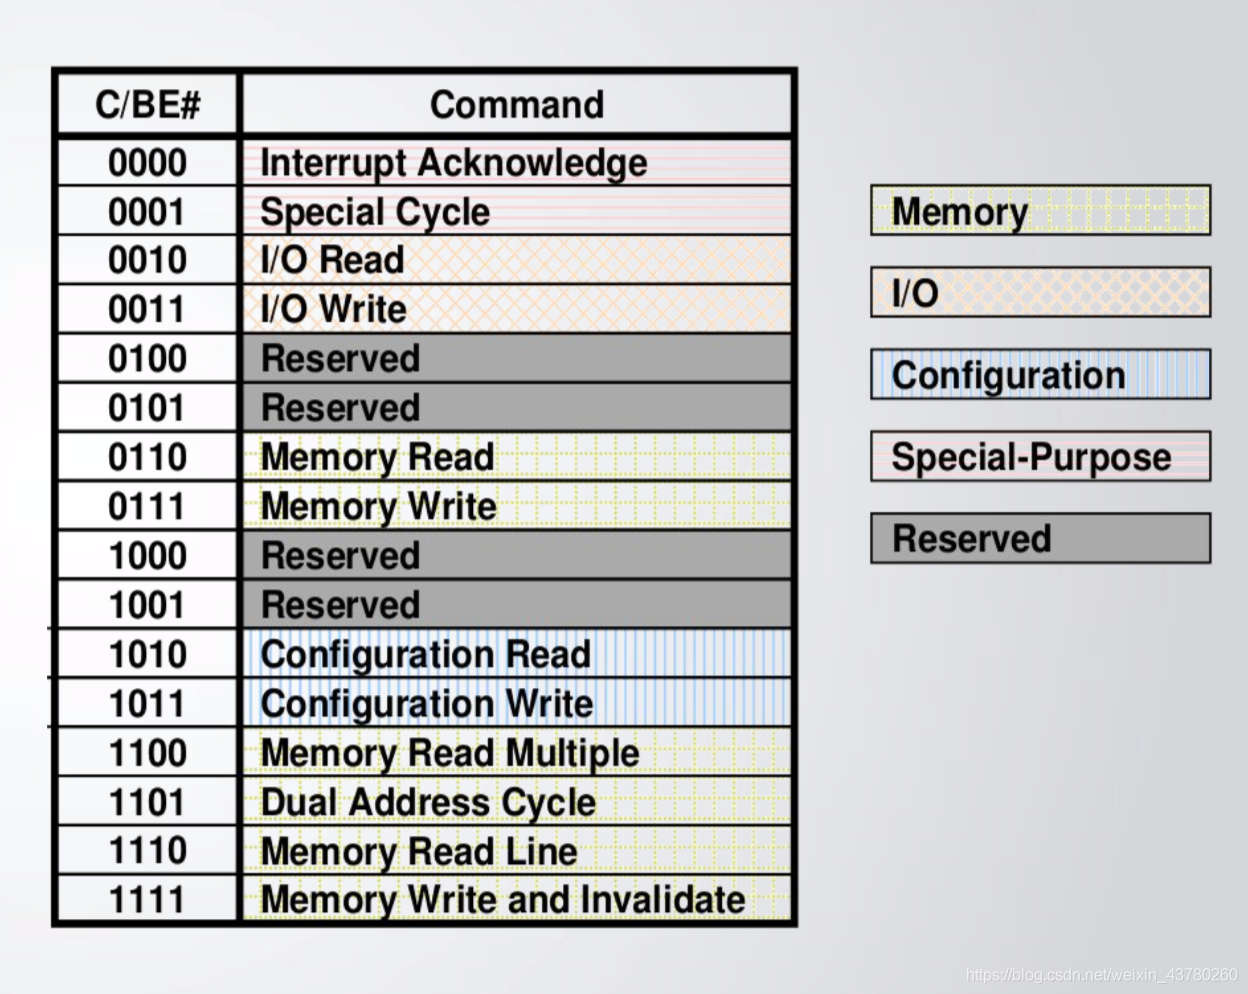 C/BE# Command
0000 Interrupt Acknowledge
0001 Special Cycle
0010 I/O Read
0011 I/O Write
0100 Reserved
0101 Reserved
0110 Memory Read
0111 Memory Write
1000 Reserved
1001 Reserved
1010 Configuration Read
1011 Configuration Write
1100 Memory Read Multiple
1101 Dual Address Cycle
1110 Memory Read Line
1111 Memory Write and Invalidate
Memory
I/O
Configuration
Special-Purpose
Reserved
https://blog.csdn.net/weixin_43780260